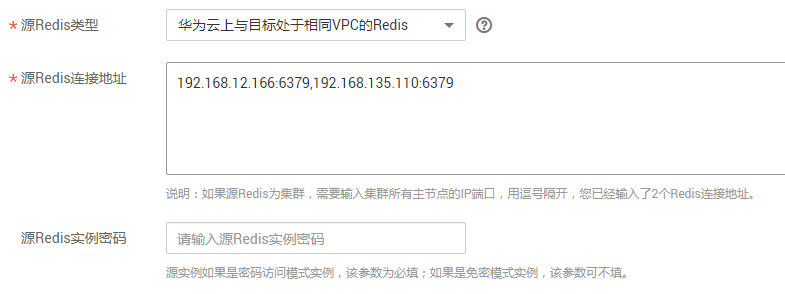 * 源Redis类型 华为云上与目标处于相同VPC的Redis ?
* 源Redis连接地址 192.168.12.166:6379,192.168.135.110:6379
说明：如果源Redis为集群，需要输入集群所有主节点的IP端口，用逗号隔开，您已经输入了2个Redis连接地址。
源Redis实例密码 请输入源Redis实例密码
源实例如果是密码访问模式实例，该参数为必填；如果是免密模式实例，该参数可不填。